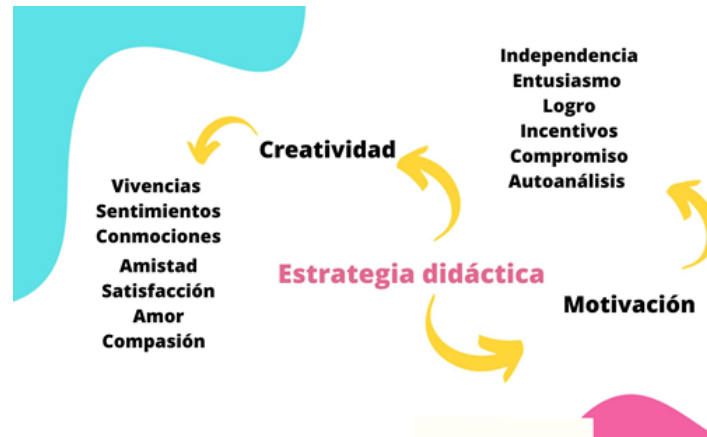 Independencia
Entusiasmo
Logro
Incentivos
Compromiso
Autoanálisis
Creatividad
Vivencias
Sentimientos
Conmociones
Amistad
Satisfacción
Amor
Compasión
Estrategia didáctica
Motivación